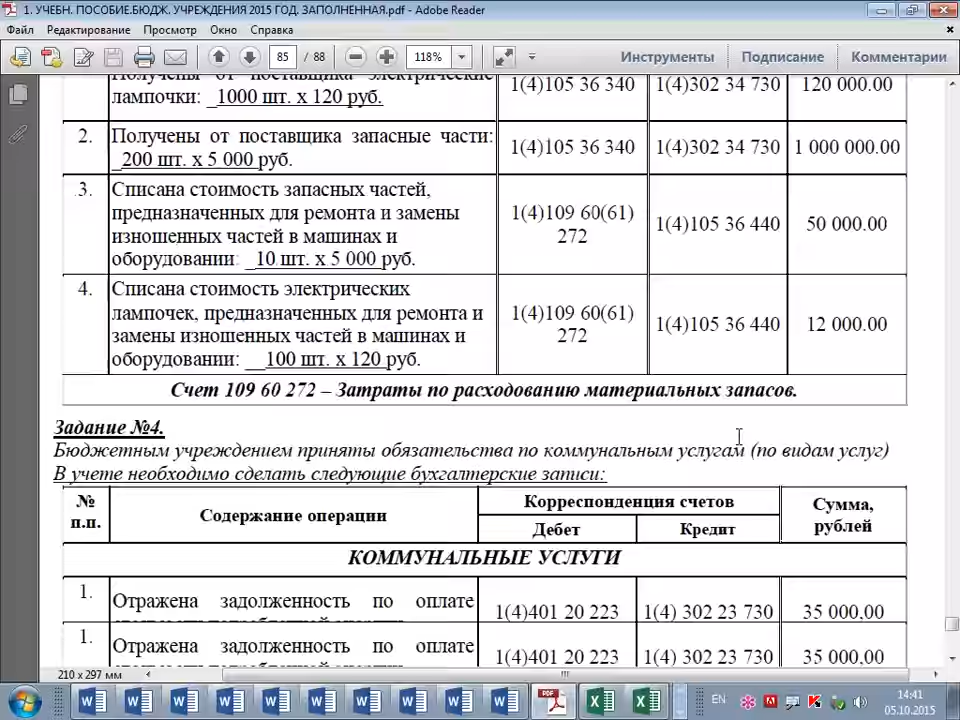 1. УЧЕБН. ПОСОБИЕ.БЮДЖ. УЧРЕЖДЕНИЯ 2015 ГОД. ЗАПОЛНЕННАЯ.pdf - Adobe Reader
Файл Редактирование Просмотр Окно Справка
85 / 88 118% Инструменты Подписание Комментарии
Получены от поставщика электрические
лампочки: _1000 шт. х 120 руб.
1(4)105 36 340 1(4)302 34 730 120 000.00
2. Получены от поставщика запасные части:
_200 шт. х 5 000 руб.
1(4)105 36 340 1(4)302 34 730 1 000 000.00
3. Списана стоимость запасных частей,
предназначенных для ремонта и замены
изношенных частей в машинах и
оборудовании: _10 шт. х 5 000 руб.
1(4)109 60(61)
272
1(4)105 36 440 50 000.00
4. Списана стоимость электрических
лампочек, предназначенных для ремонта и
замены изношенных частей в машинах и
оборудовании: __100 шт. х 120 руб.
1(4)109 60(61)
272
1(4)105 36 440 12 000.00
Счет 109 60 272 – Затраты по расходованию материальных запасов.
Задание №4.
Бюджетным учреждением приняты обязательства по коммунальным услугам (по видам услуг)
В учете необходимо сделать следующие бухгалтерские записи:
№
п.п.
Содержание операции
Корреспонденция счетов
Дебет Кредит
Сумма,
рублей
КОММУНАЛЬНЫЕ УСЛУГИ
1. Отражена задолженность по оплате
1(4)401 20 223 1(4) 302 23 730 35 000,00
1. Отражена задолженность по оплате
1(4)401 20 223 1(4) 302 23 730 35 000,00
210 x 297 мм
EN 14:41
05.10.2015